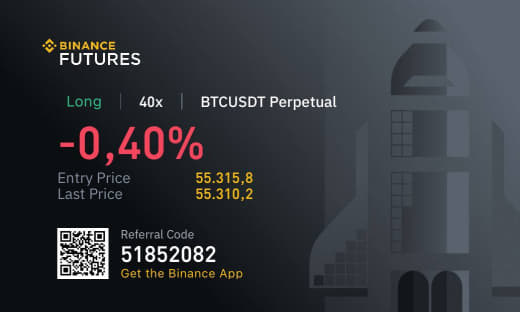 BINANCE
FUTURES
Long | 40x | BTCUSDT Perpetual
-0,40%
Entry Price 55.315,8
Last Price 55.310,2
Referral Code
51852082
Get the Binance App